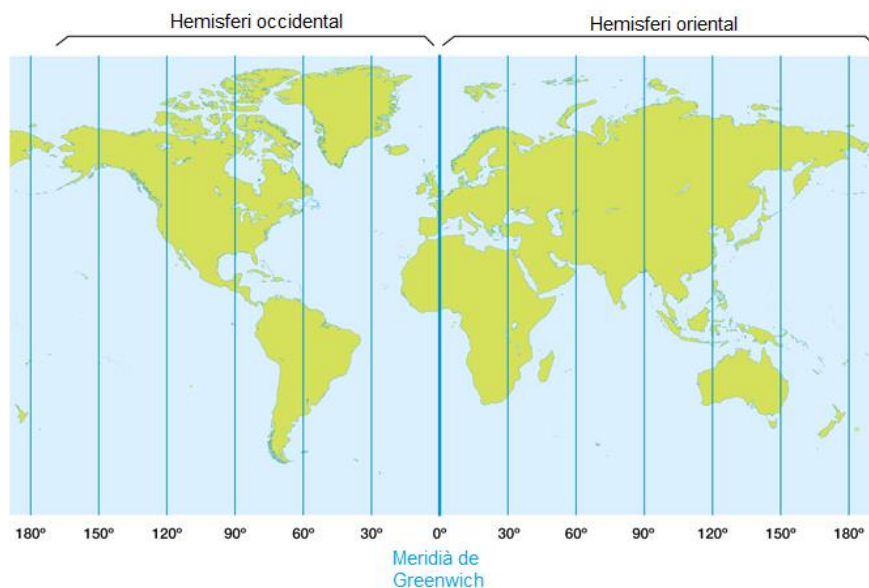 Hemisferi occidental
Hemisferi oriental
180º 150º 120º 90º 60º 30º 0º 30º 60º 90º 120º 150º 180º
Meridià de
Greenwich